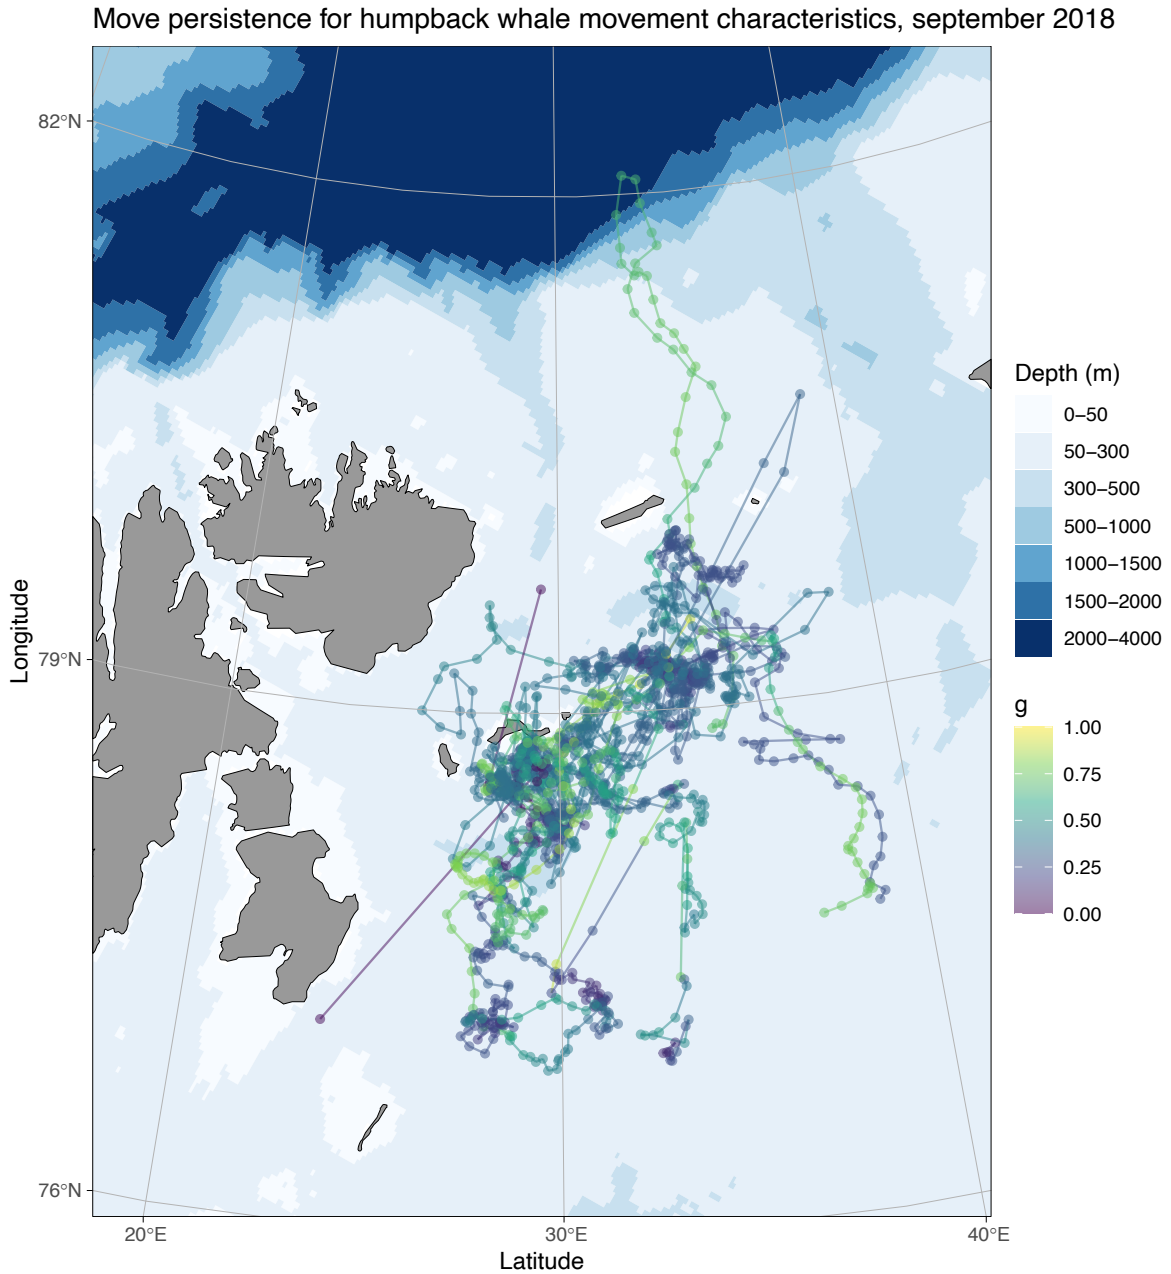 Move persistence for humpback whale movement characteristics, september 2018
82°N
79°N
76°N
Longitude
20°E
30°E
40°E
Latitude
Depth (m)
0−50
50−300
300−500
500−1000
1000−1500
1500−2000
2000−4000
g
1.00
0.75
0.50
0.25
0.00